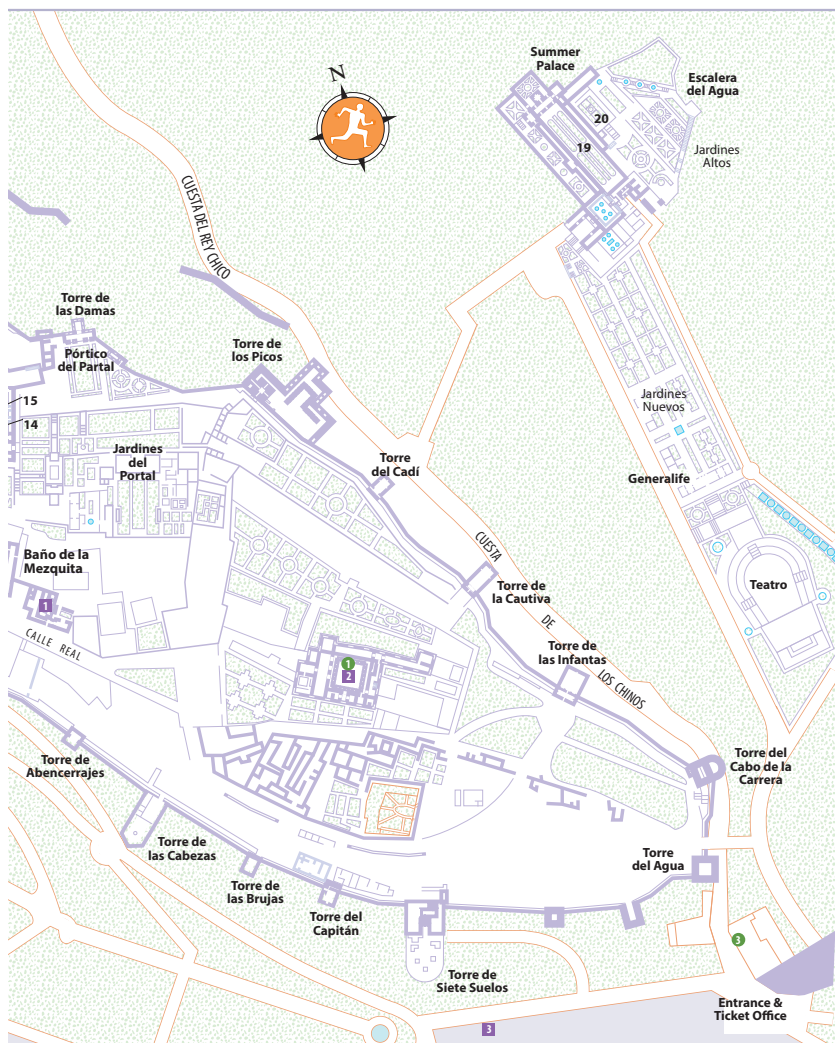 Summer
Palace
Escalera
del Agua
N
20
19
Jardines
Altos
CUESTA DEL REY CHICO
Torre de
las Damas
Pórtico
del Partal
Torre de
los Picos
15
14
Jardines
Nuevos
Jardines
del
Portal
Torre
del Cadí
Generalife
Baño de la
Mezquita
CUESTA
DE
LOS CHINOS
Torre de
la Cautiva
Teatro
1
CALLE REAL
Torre de
las Infantas
1
2
Torre de
Abencerrajes
Torre del
Cabo de la
Carrera
Torre de
las Cabezas
Torre
del Agua
Torre de
las Brujas
Torre del
Capitán
3
Torre de
Siete Suelos
Entrance &
Ticket Office
3